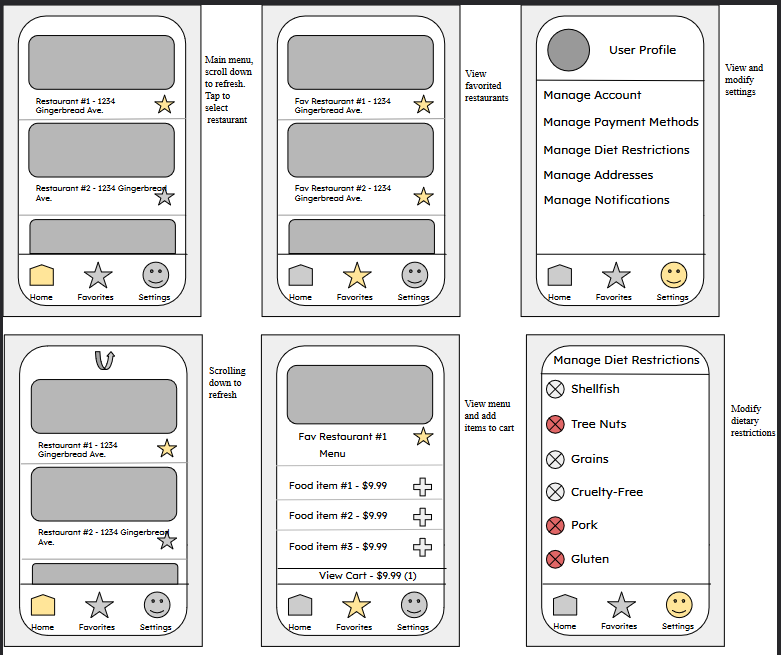 Restaurant #1 - 1234
Gingerbread Ave.
Restaurant #2 - 1234 Gingerbread
Ave.
Home
Favorites
Settings
Main menu,
scroll down
to refresh.
Tap to
select
restaurant
Fav Restaurant #1 - 1234
Gingerbread Ave.
Fav Restaurant #2 - 1234
Gingerbread Ave.
Home
Favorites
Settings
View
favorited
restaurants
User Profile
Manage Account
Manage Payment Methods
Manage Diet Restrictions
Manage Addresses
Manage Notifications
Home
Favorites
Settings
View and
modify
settings
Restaurant #1 - 1234
Gingerbread Ave.
Restaurant #2 - 1234 Gingerbread
Ave.
Home
Favorites
Settings
Scrolling
down to
refresh
Fav Restaurant #1
Menu
Food item #1 - $9.99
Food item #2 - $9.99
Food item #3 - $9.99
View Cart - $9.99 (1)
Home
Favorites
Settings
View menu
and add
items to cart
Manage Diet Restrictions
Shellfish
Tree Nuts
Grains
Cruelty-Free
Pork
Gluten
Home
Favorites
Settings
Modify
dietary
restrictions